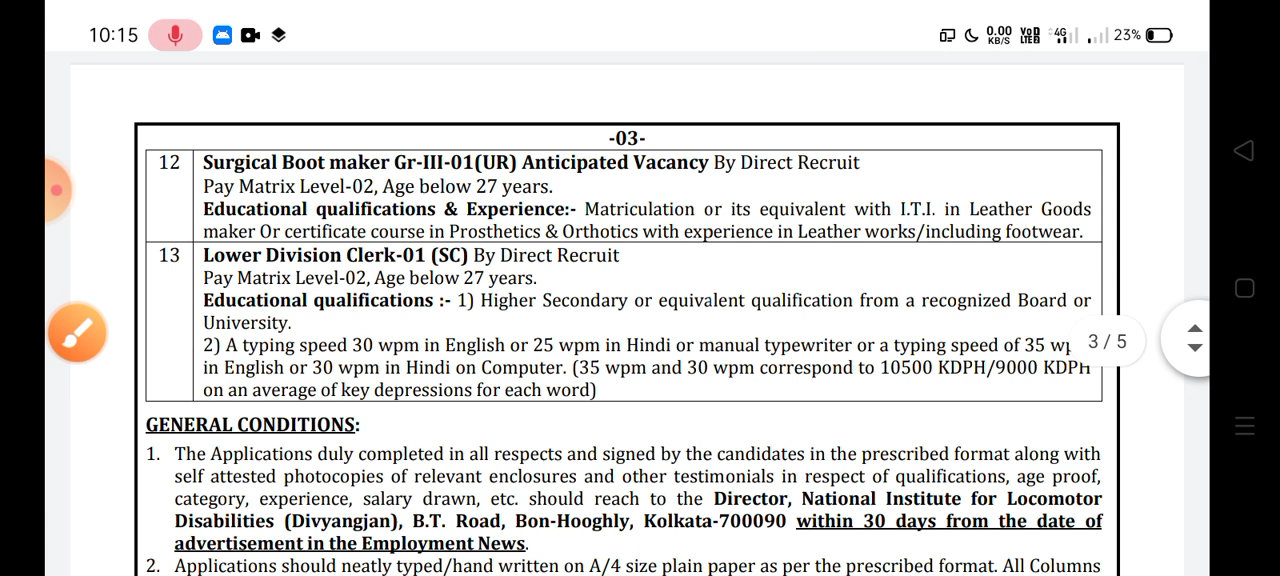 10:15
0.00 KB/S VoD LTE2 4G 23%
-03-
12 Surgical Boot maker Gr-III-01(UR) Anticipated Vacancy By Direct Recruit
Pay Matrix Level-02, Age below 27 years.
Educational qualifications & Experience:- Matriculation or its equivalent with I.T.I. in Leather Goods
maker Or certificate course in Prosthetics & Orthotics with experience in Leather works/including footwear.
13 Lower Division Clerk-01 (SC) By Direct Recruit
Pay Matrix Level-02, Age below 27 years.
Educational qualifications :- 1) Higher Secondary or equivalent qualification from a recognized Board or
University.
2) A typing speed 30 wpm in English or 25 wpm in Hindi or manual typewriter or a typing speed of 35
3 / 5
in English or 30 wpm in Hindi on Computer. (35 wpm and 30 wpm correspond to 10500 KDPH/9000 KDPH
on an average of key depressions for each word)
GENERAL CONDITIONS:
1. The Applications duly completed in all respects and signed by the candidates in the prescribed format along with
self attested photocopies of relevant enclosures and other testimonials in respect of qualifications, age proof,
category, experience, salary drawn, etc. should reach to the Director, National Institute for Locomotor
Disabilities (Divyangjan), B.T. Road, Bon-Hooghly, Kolkata-700090 within 30 days from the date of
advertisement in the Employment News.
2. Applications should neatly typed/hand written on A/4 size plain paper as per the prescribed format. All Columns